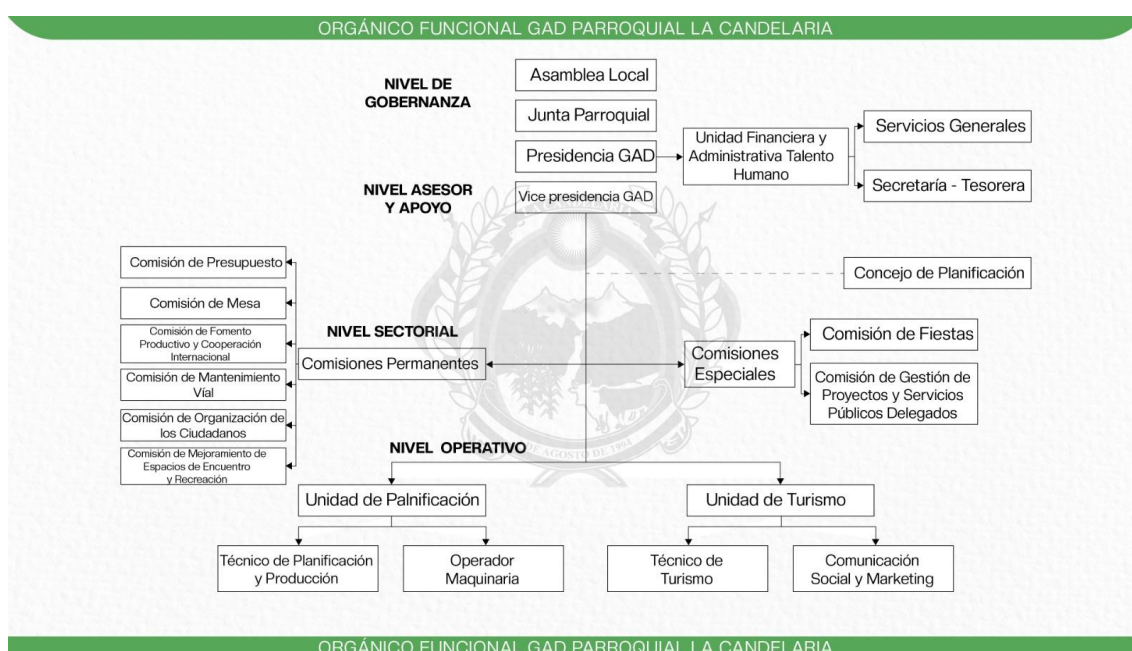 ORGÁNICO FUNCIONAL GAD PARROQUIAL LA CANDELARIA
NIVEL DE
GOBERNANZA
Asamblea Local
Junta Parroquial
Presidencia GAD
Unidad Financiera y
Administrativa Talento
Humano
Servicios Generales
Secretaría - Tesorera
NIVEL ASESOR
Y APOYO
Vice presidencia GAD
Concejo de Planificación
Comisión de Presupuesto
Comisión de Mesa
Comisión de Fomento
Productivo y Cooperación
Internacional
Comisión de Mantenimiento
Víal
Comisión de Organización de
los Ciudadanos
Comisión de Mejoramiento de
Espacios de Encuentro
y Recreación
NIVEL SECTORIAL
Comisiones Permanentes
Comisiones
Especiales
Comisión de Fiestas
Comisión de Gestión de
Proyectos y Servicios
Públicos Delegados
NIVEL OPERATIVO
DE AGOSTO DE 1994
Unidad de Palnificación
Unidad de Turismo
Técnico de Planificación
y Producción
Operador
Maquinaria
Técnico de
Turismo
Comunicación
Social y Marketing
ORGÁNICO FUNCIONAL GAD PARROQUIAL LA CANDELARIA